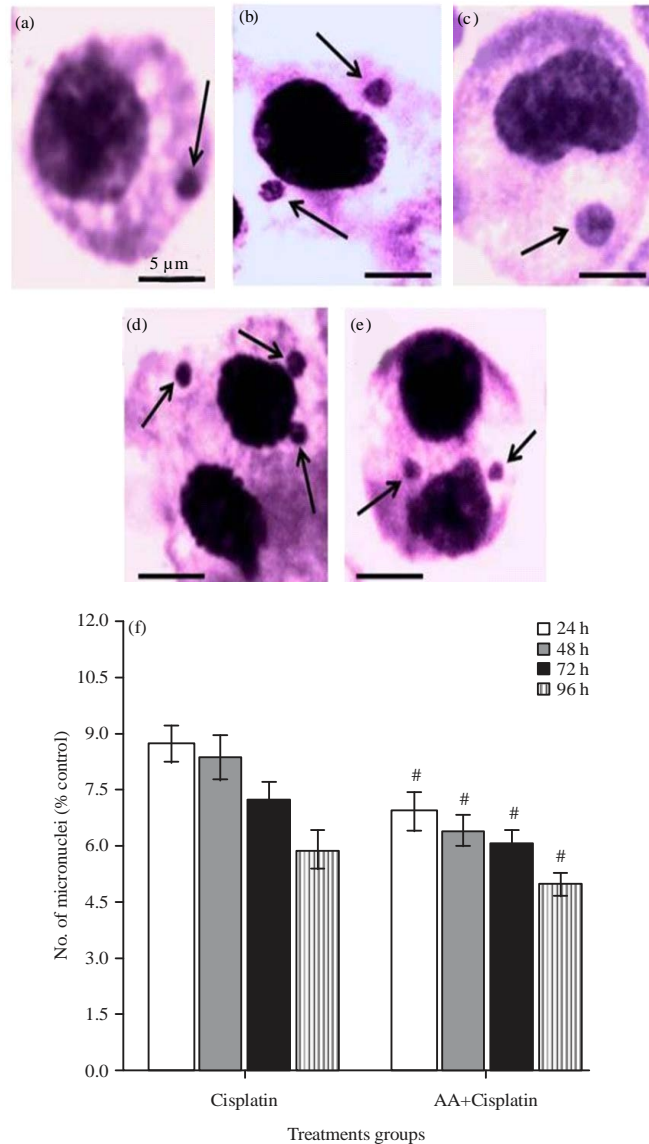 (a)
(b)
(c)
5 µm
(d)
(e)
(f)
24 h
48 h
72 h
96 h
12.0
10.5
9.0
7.5
6.0
4.5
3.0
1.5
0.0
No. of micronuclei (% control)
# # # #
Cisplatin AA+Cisplatin
Treatments groups